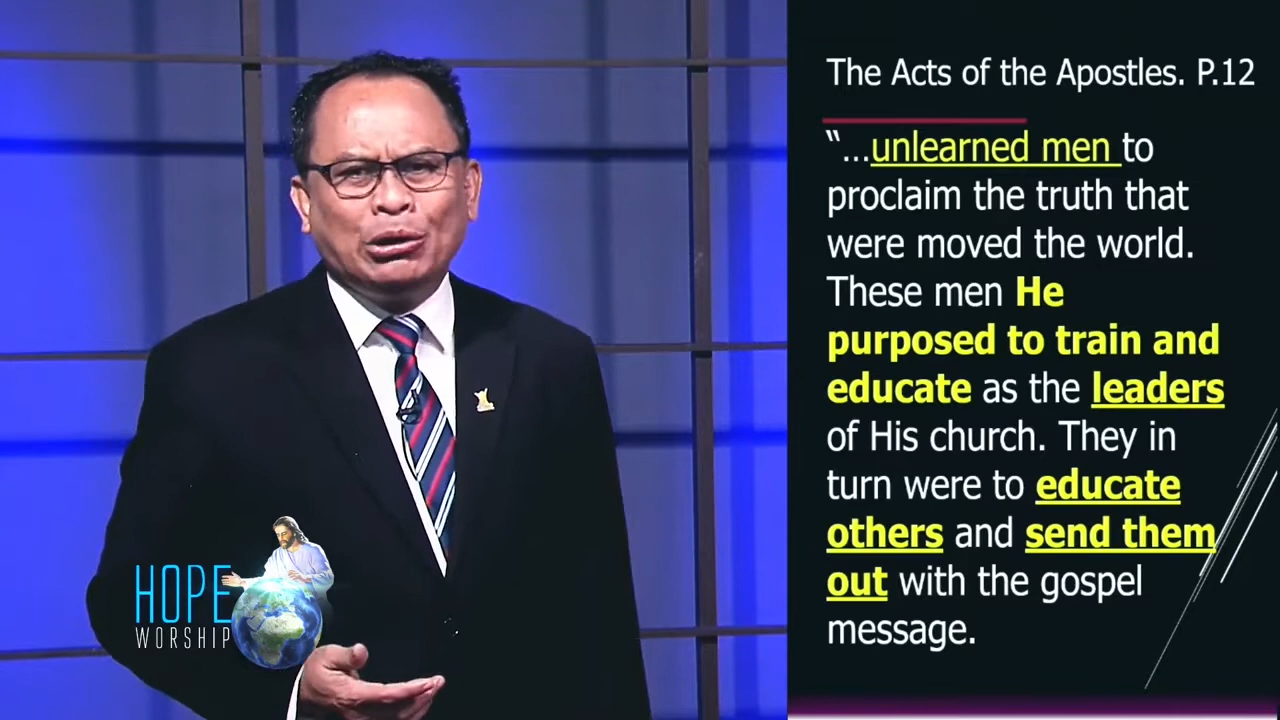 The Acts of the Apostles. P.12
“…unlearned men to
proclaim the truth that
were moved the world.
These men He
purposed to train and
educate as the leaders
of His church. They in
turn were to educate
others and send them
out with the gospel
message.
HOPE
WORSHIP